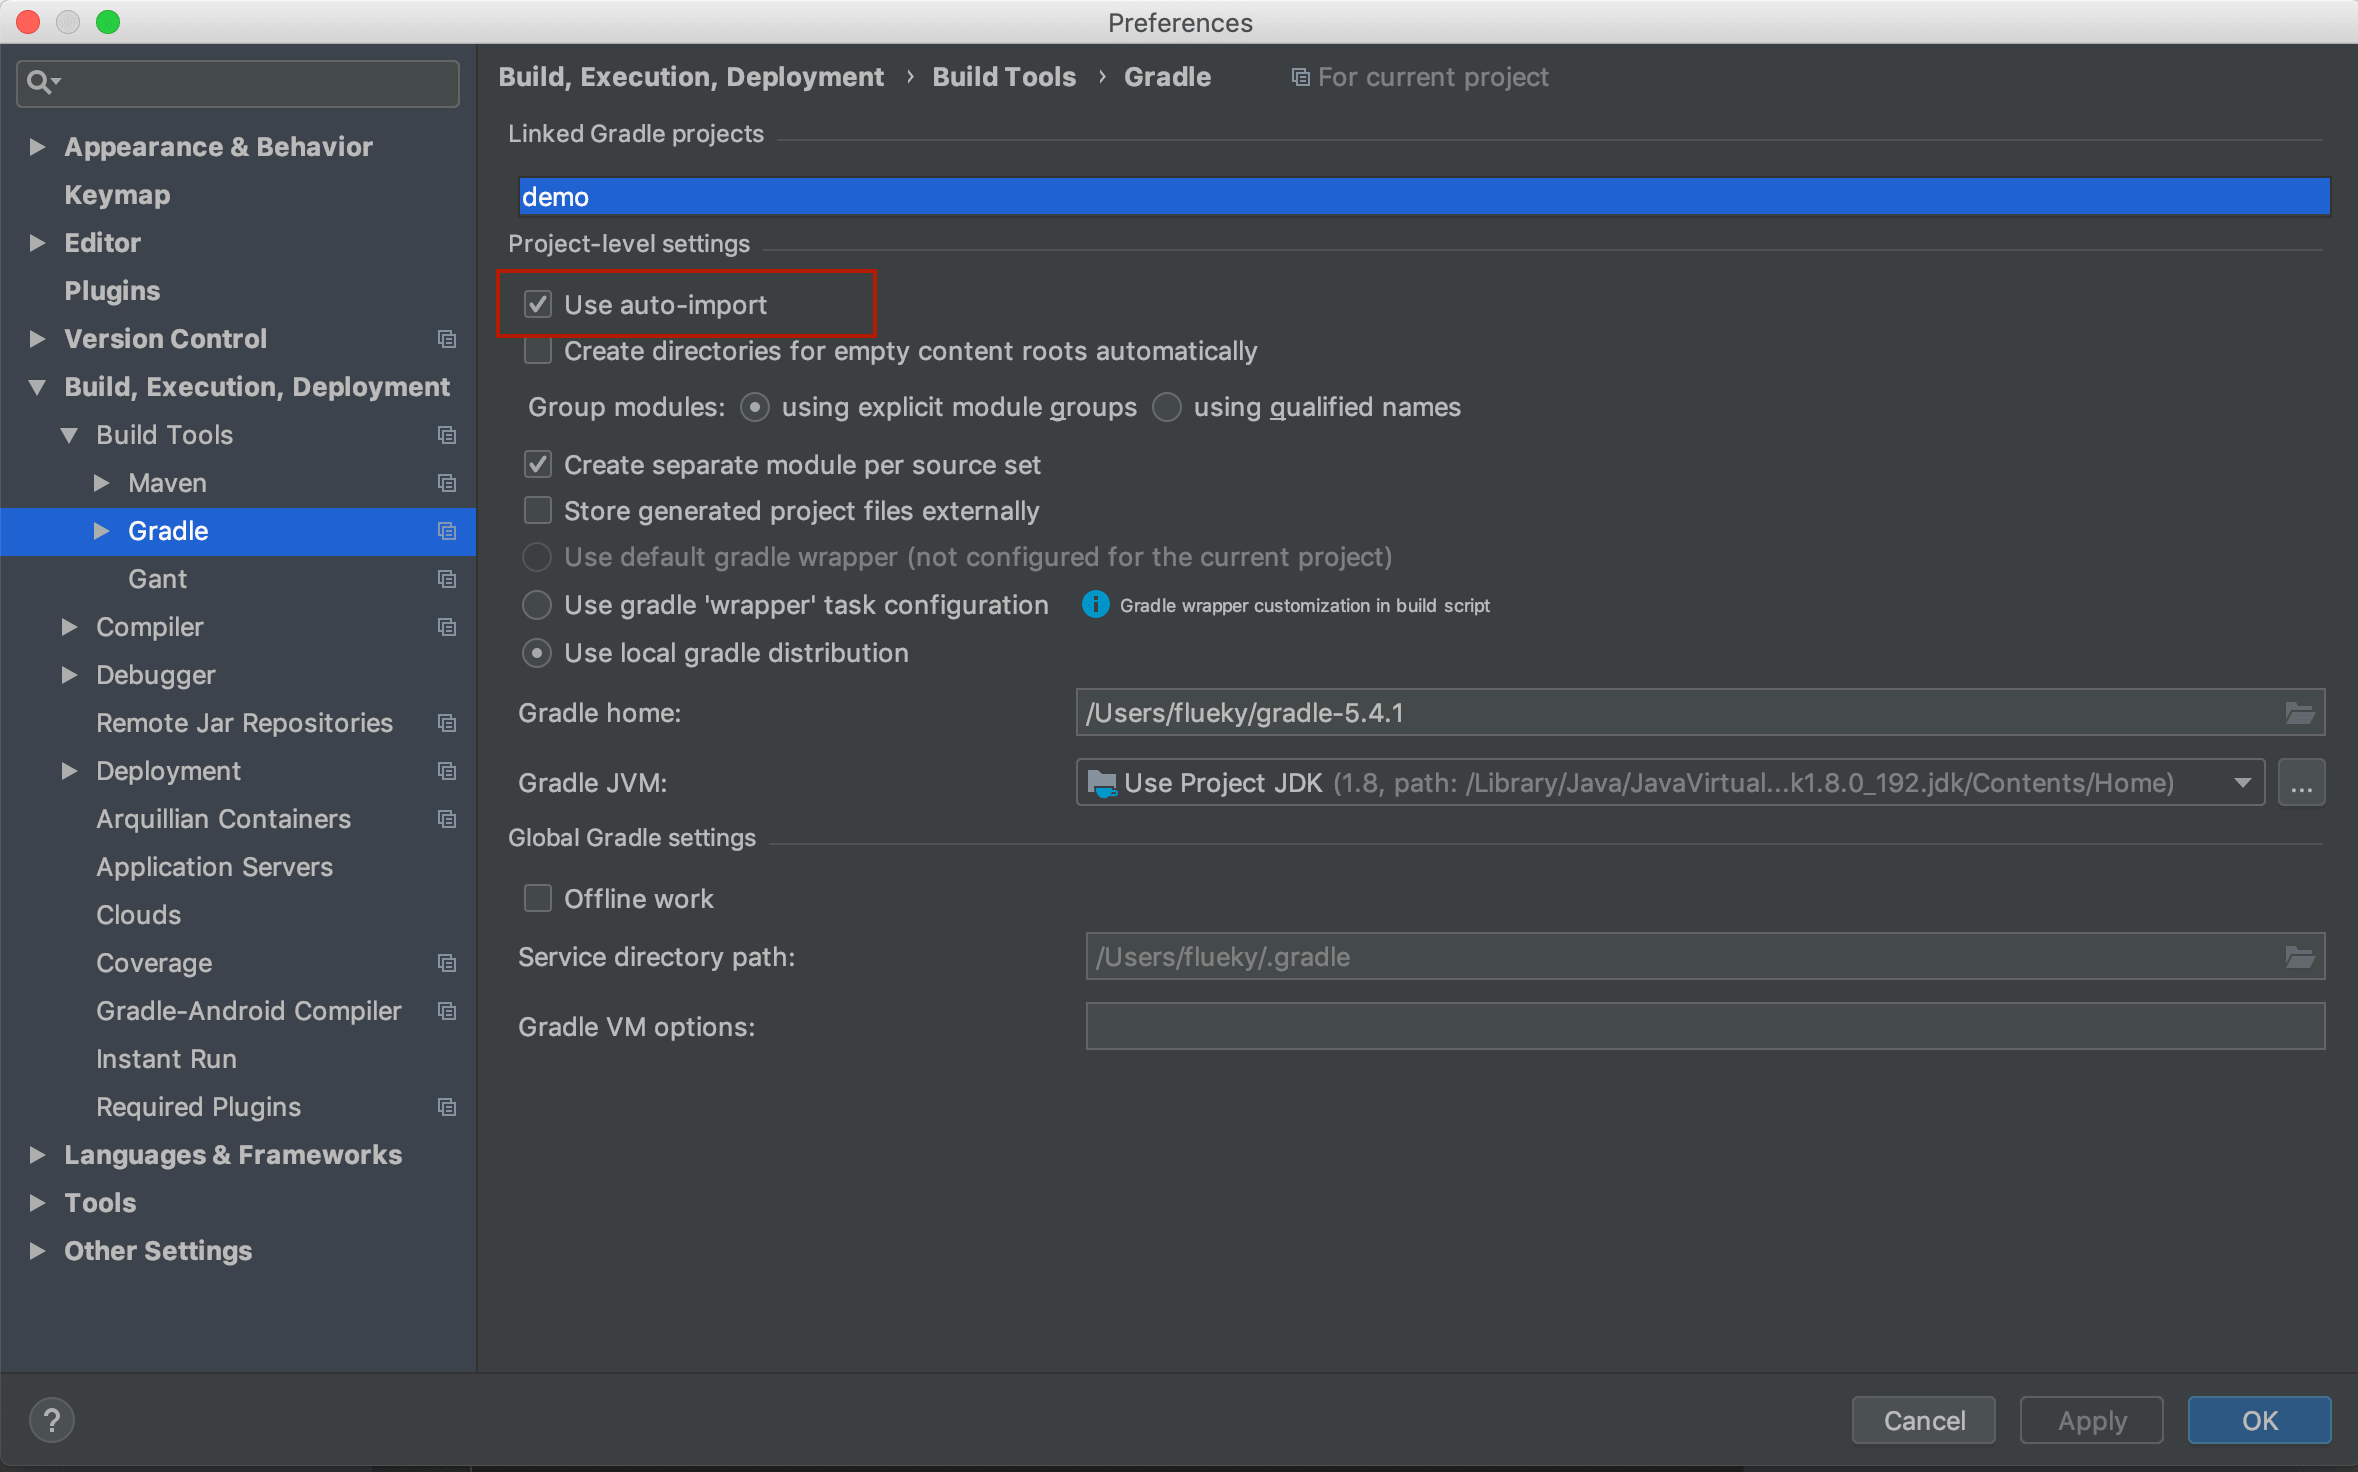 Preferences
Build, Execution, Deployment › Build Tools › Gradle For current project
Appearance & Behavior
Keymap
Editor
Plugins
Version Control
Build, Execution, Deployment
Build Tools
Maven
Gradle
Gant
Compiler
Debugger
Remote Jar Repositories
Deployment
Arquillian Containers
Application Servers
Clouds
Coverage
Gradle-Android Compiler
Instant Run
Required Plugins
Languages & Frameworks
Tools
Other Settings
Linked Gradle projects
demo
Project-level settings
Use auto-import
Create directories for empty content roots automatically
Group modules: using explicit module groups using qualified names
Create separate module per source set
Store generated project files externally
Use default gradle wrapper (not configured for the current project)
Use gradle 'wrapper' task configuration Gradle wrapper customization in build script
Use local gradle distribution
Gradle home: /Users/flueky/gradle-5.4.1
Gradle JVM: Use Project JDK (1.8, path: /Library/Java/JavaVirtual...k1.8.0_192.jdk/Contents/Home) ...
Global Gradle settings
Offline work
Service directory path: /Users/flueky/.gradle
Gradle VM options:
? Cancel Apply OK